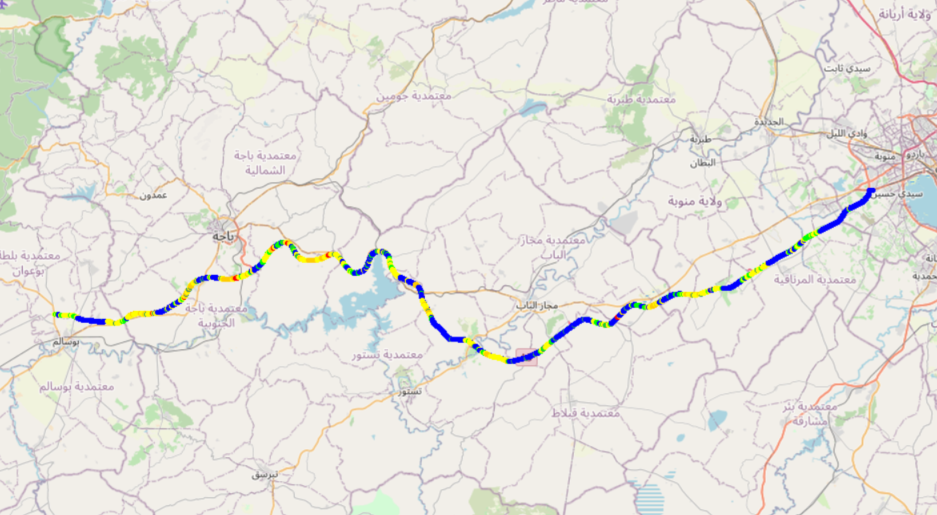 معتمدية ماطر
ولاية أريانة
سيدي ثابت
معتمدية جومين
معتمدية طبربة
الجديدة
وادي الليل
طبربة
البطان
منوبة
باردو
معتمدية باجة
الشمالية
عمدون
سيدي حسين
ولاية منوبة
باجة
معتمدية مجاز
الباب
معتمدية بلطة
بوعوان
معتمدية المرناقية
معتمدية باجة
الجنوبية
مجاز الباب
بوسالم
معتمدية تستور
معتمدية بوسالم
تستور
معتمدية قبلاط
معتمدية بئر
مشارقة
تبرسق